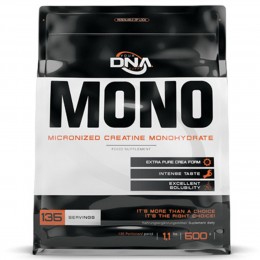 DNA
MONO
MICRONIZED CREATINE MONOHYDRATE
FOOD SUPPLEMENT
EXTRA PURE CREA FORM
INTENSE TASTE
EXCELLENT
SOLUBILITY
135
SERVINGS
IT'S MORE THAN A CHOICE
IT'S THE RIGHT CHOICE!
1.1
500